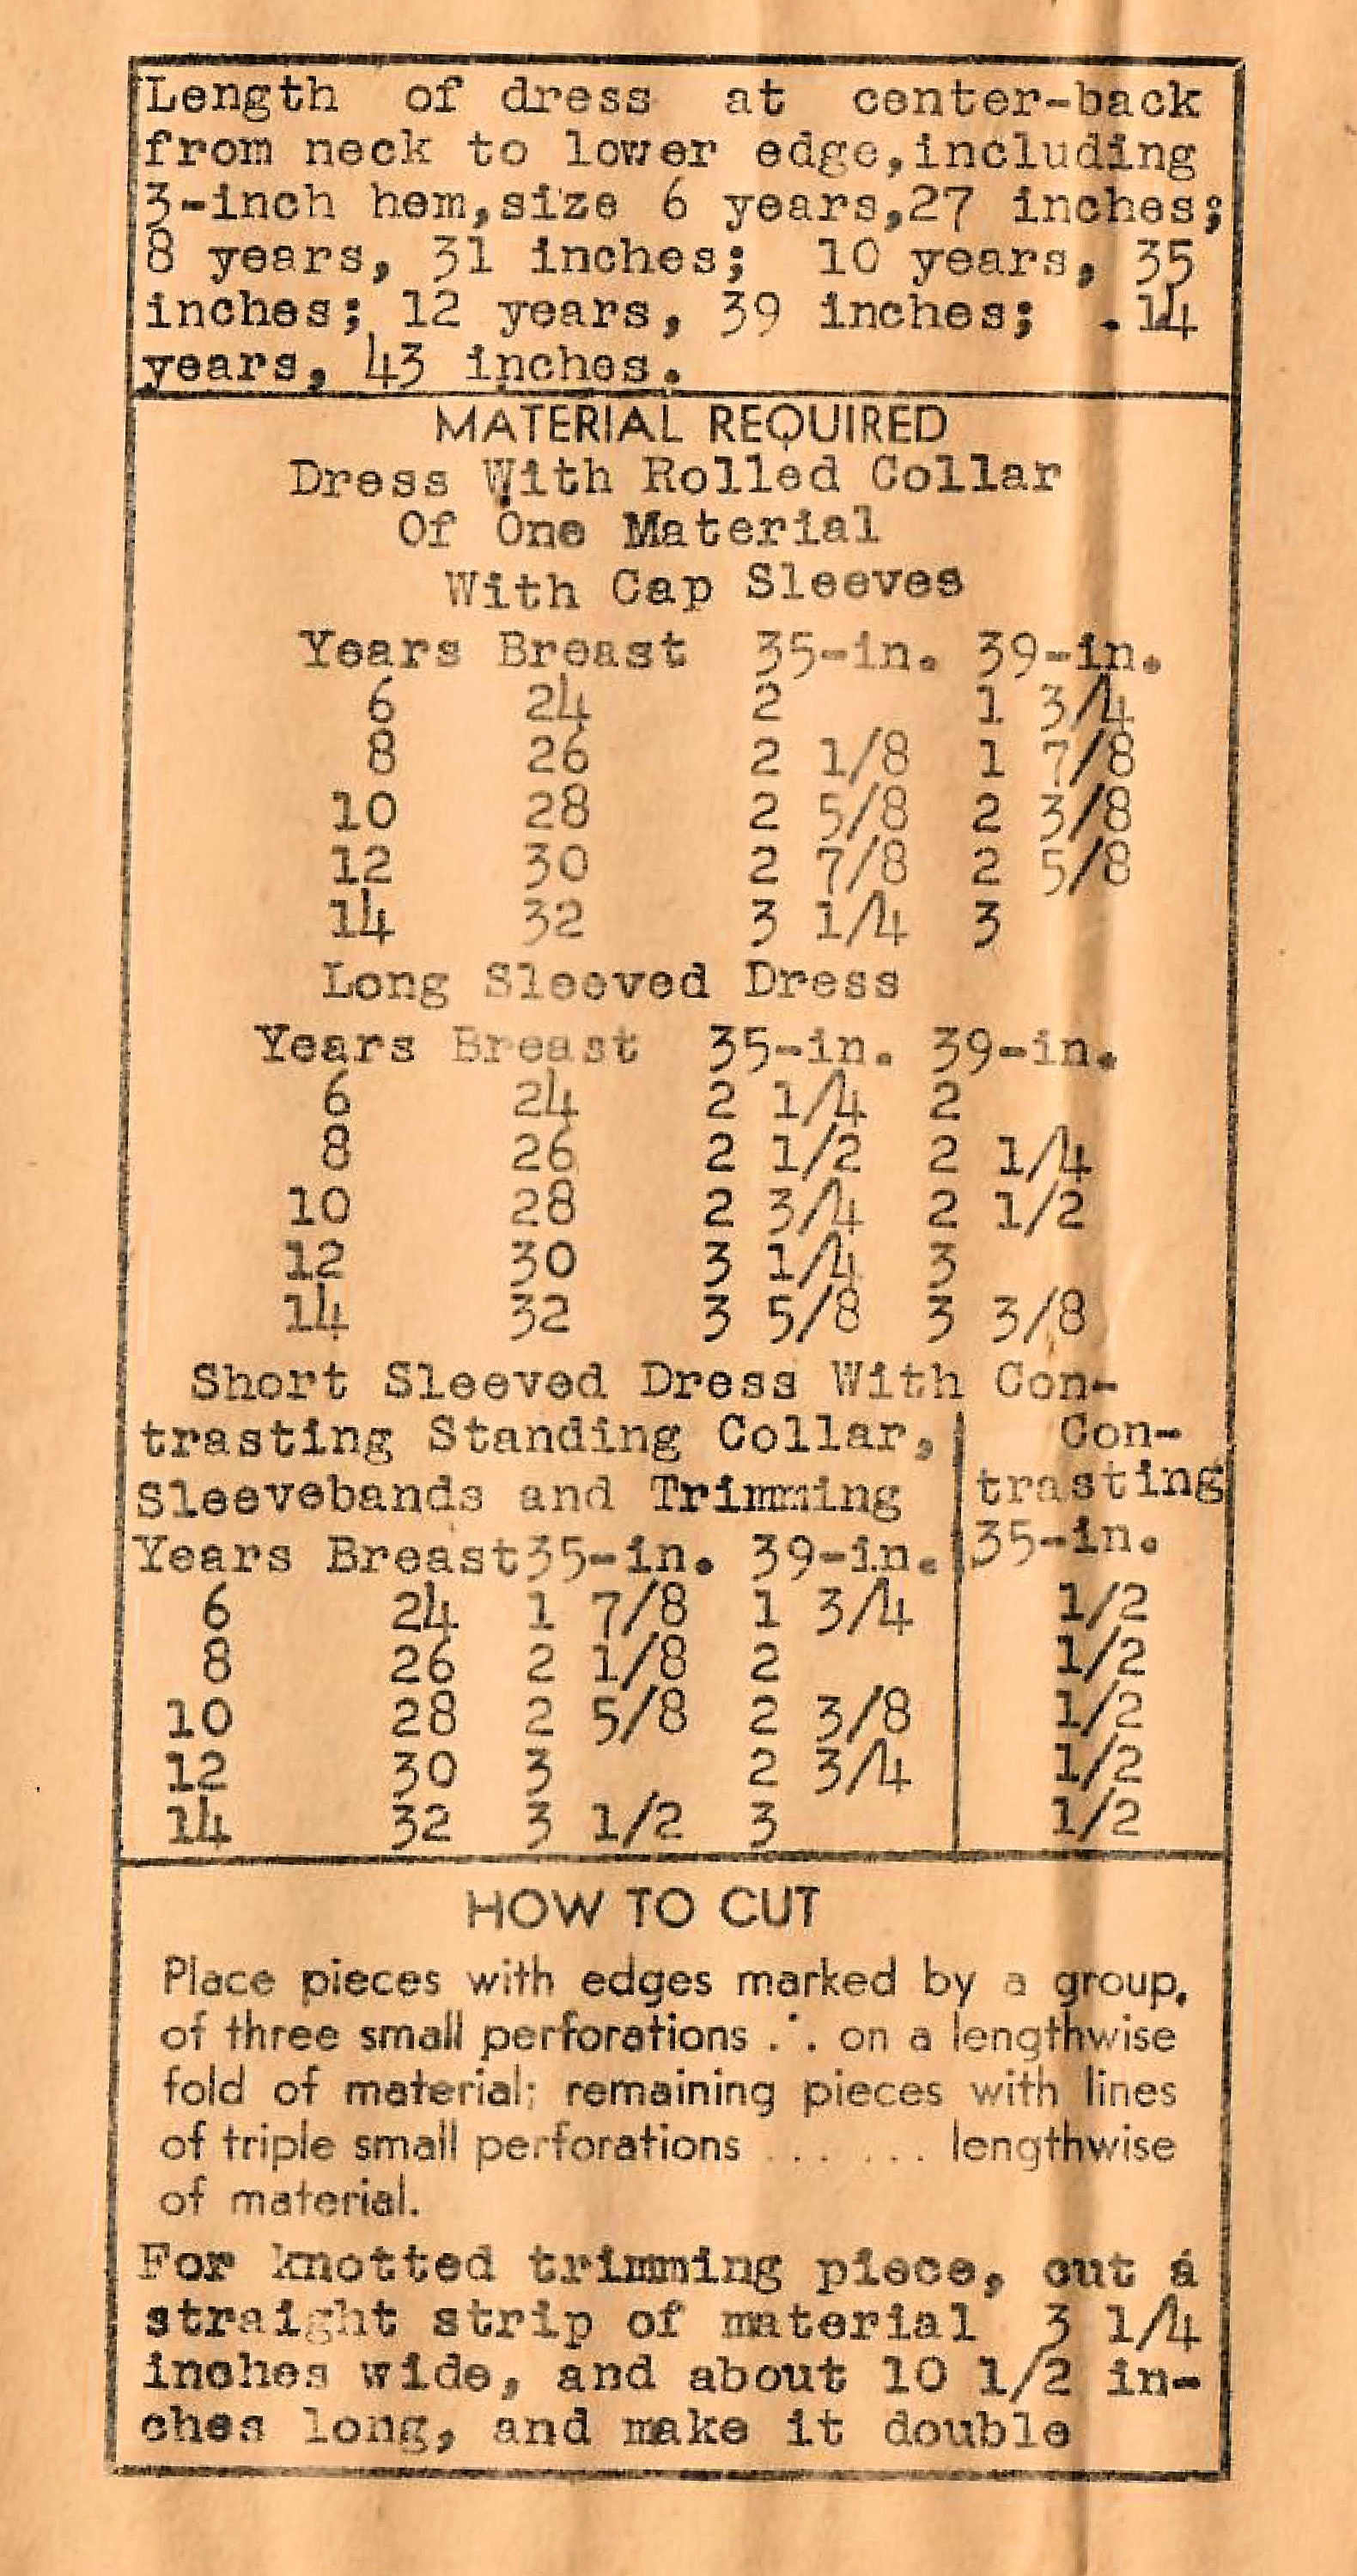 Length of dress at center-back
from neck to lower edge,including
3-inch hem,size 6 years,27 inches;
8 years, 31 inches; 10 years, 35
inches; 12 years, 39 inches; .14
years, 43 inches.
MATERIAL REQUIRED
Dress With Rolled Collar
Of One Material
With Cap Sleeves
Years Breast 35-in. 39-in.
6 24 2 1 3/4
8 26 2 1/8 1 7/8
10 28 2 5/8 2 3/8
12 30 2 7/8 2 5/8
14 32 3 1/4 3
Long Sleeved Dress
Years Breast 35-in. 39-in.
6 24 2 1/4 2
8 26 2 1/2 2 1/4
10 28 2 3/4 2 1/2
12 30 3 1/4 3
14 32 3 5/8 3 3/8
Short Sleeved Dress With Con-
trasting Standing Collar, Con-
Sleevebands and Trimming trasting
Years Breast35-in. 39-in. 35-in.
6 24 1 7/8 1 3/4 1/2
8 26 2 1/8 2 1/2
10 28 2 5/8 2 3/8 1/2
12 30 3 2 3/4 1/2
14 32 3 1/2 3 1/2
HOW TO CUT
Place pieces with edges marked by a group,
of three small perforations .·. on a lengthwise
fold of material; remaining pieces with lines
of triple small perforations ... ... lengthwise
of material.
For knotted trimming piece, cut a
straight strip of material 3 1/4
inches wide, and about 10 1/2 in-
ches long, and make it double